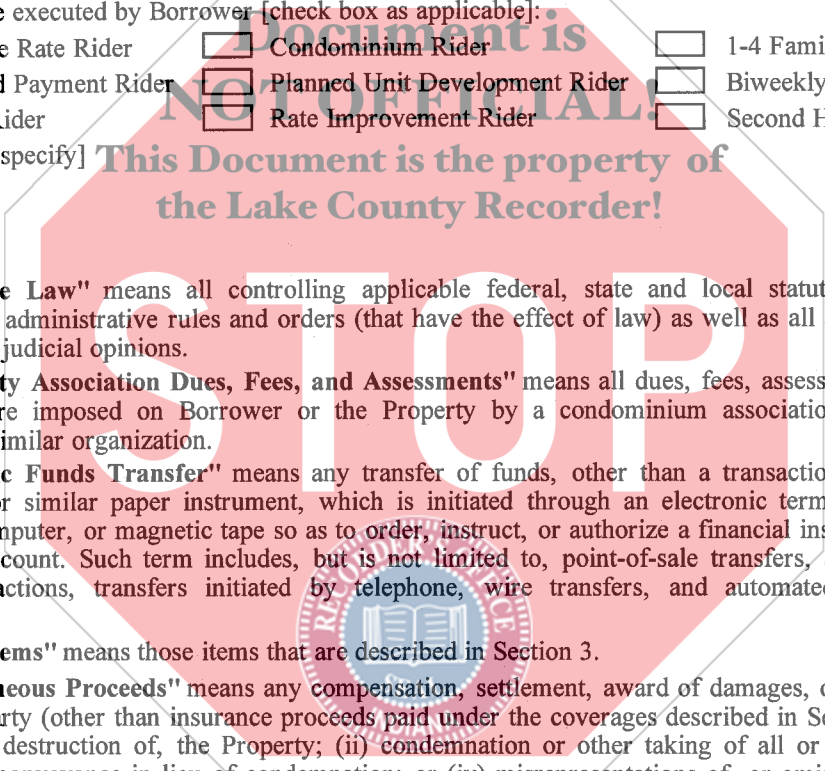 e executed by Borrower [check box as applicable]:
e Rate Rider Condominium Rider 1-4 Fami
d Payment Rider Planned Unit Development Rider Biweekly
Rider Rate Improvement Rider Second H
specify]
Document is
NOT OFFICIAL!
This Document is the property of
the Lake County Recorder!
STOP
e Law" means all controlling applicable federal, state and local statut
administrative rules and orders (that have the effect of law) as well as all
judicial opinions.
ty Association Dues, Fees, and Assessments" means all dues, fees, assess
re imposed on Borrower or the Property by a condominium associatio
imilar organization.
c Funds Transfer" means any transfer of funds, other than a transactio
or similar paper instrument, which is initiated through an electronic term
mputer, or magnetic tape so as to order, instruct, or authorize a financial ins
count. Such term includes, but is not limited to, point-of-sale transfers,
actions, transfers initiated by telephone, wire transfers, and automate
ems" means those items that are described in Section 3.
neous Proceeds" means any compensation, settlement, award of damages, o
rty (other than insurance proceeds paid under the coverages described in Se
destruction of, the Property; (ii) condemnation or other taking of all or
RECORDER'S OFFICE
INDIANA